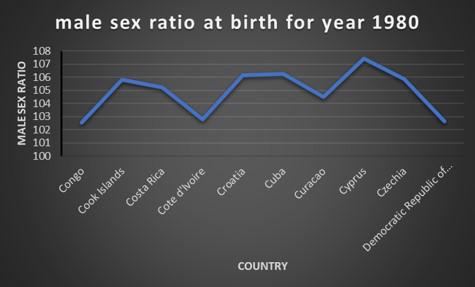 male sex ratio at birth for year 1980
MALE SEX RATIO
108
107
106
105
104
103
102
101
100
Congo
Cook Islands
Costa Rica
Cote d'Ivoire
Croatia
Cuba
Curacao
Cyprus
Czechia
Democratic Republic of...
COUNTRY